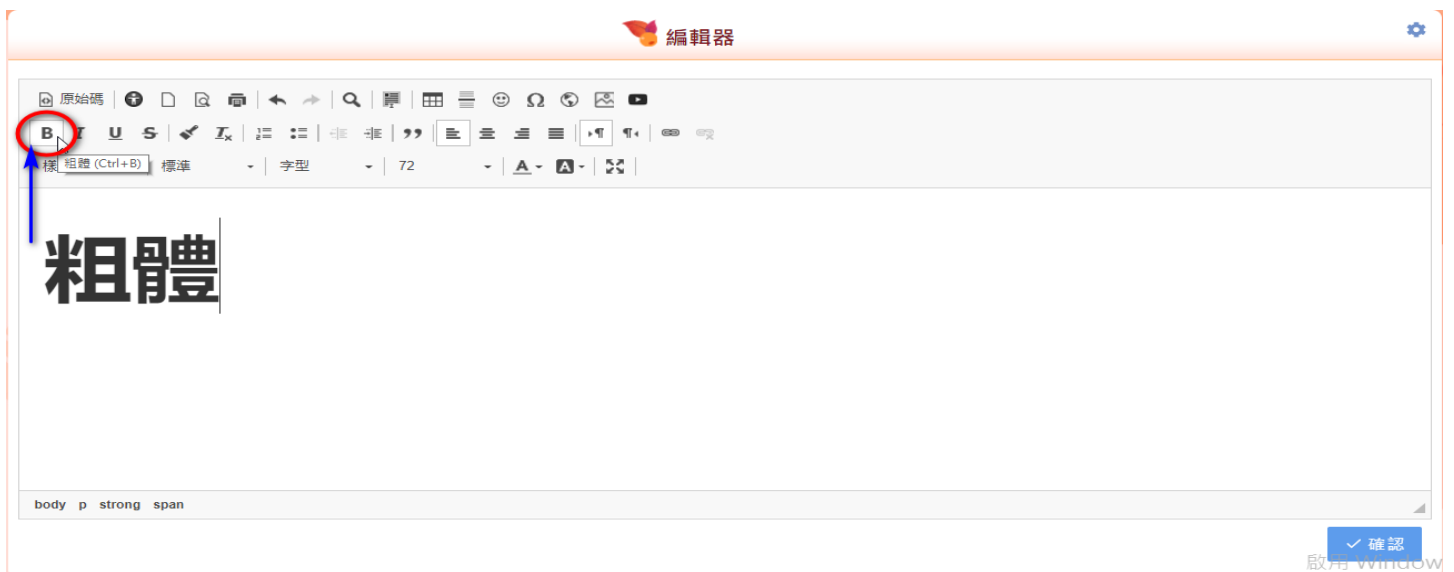 編輯器
原始碼
B I U S
粗體 (Ctrl+B)
樣 標準 字型 72
粗體
body p strong span
確認
啟用 Window